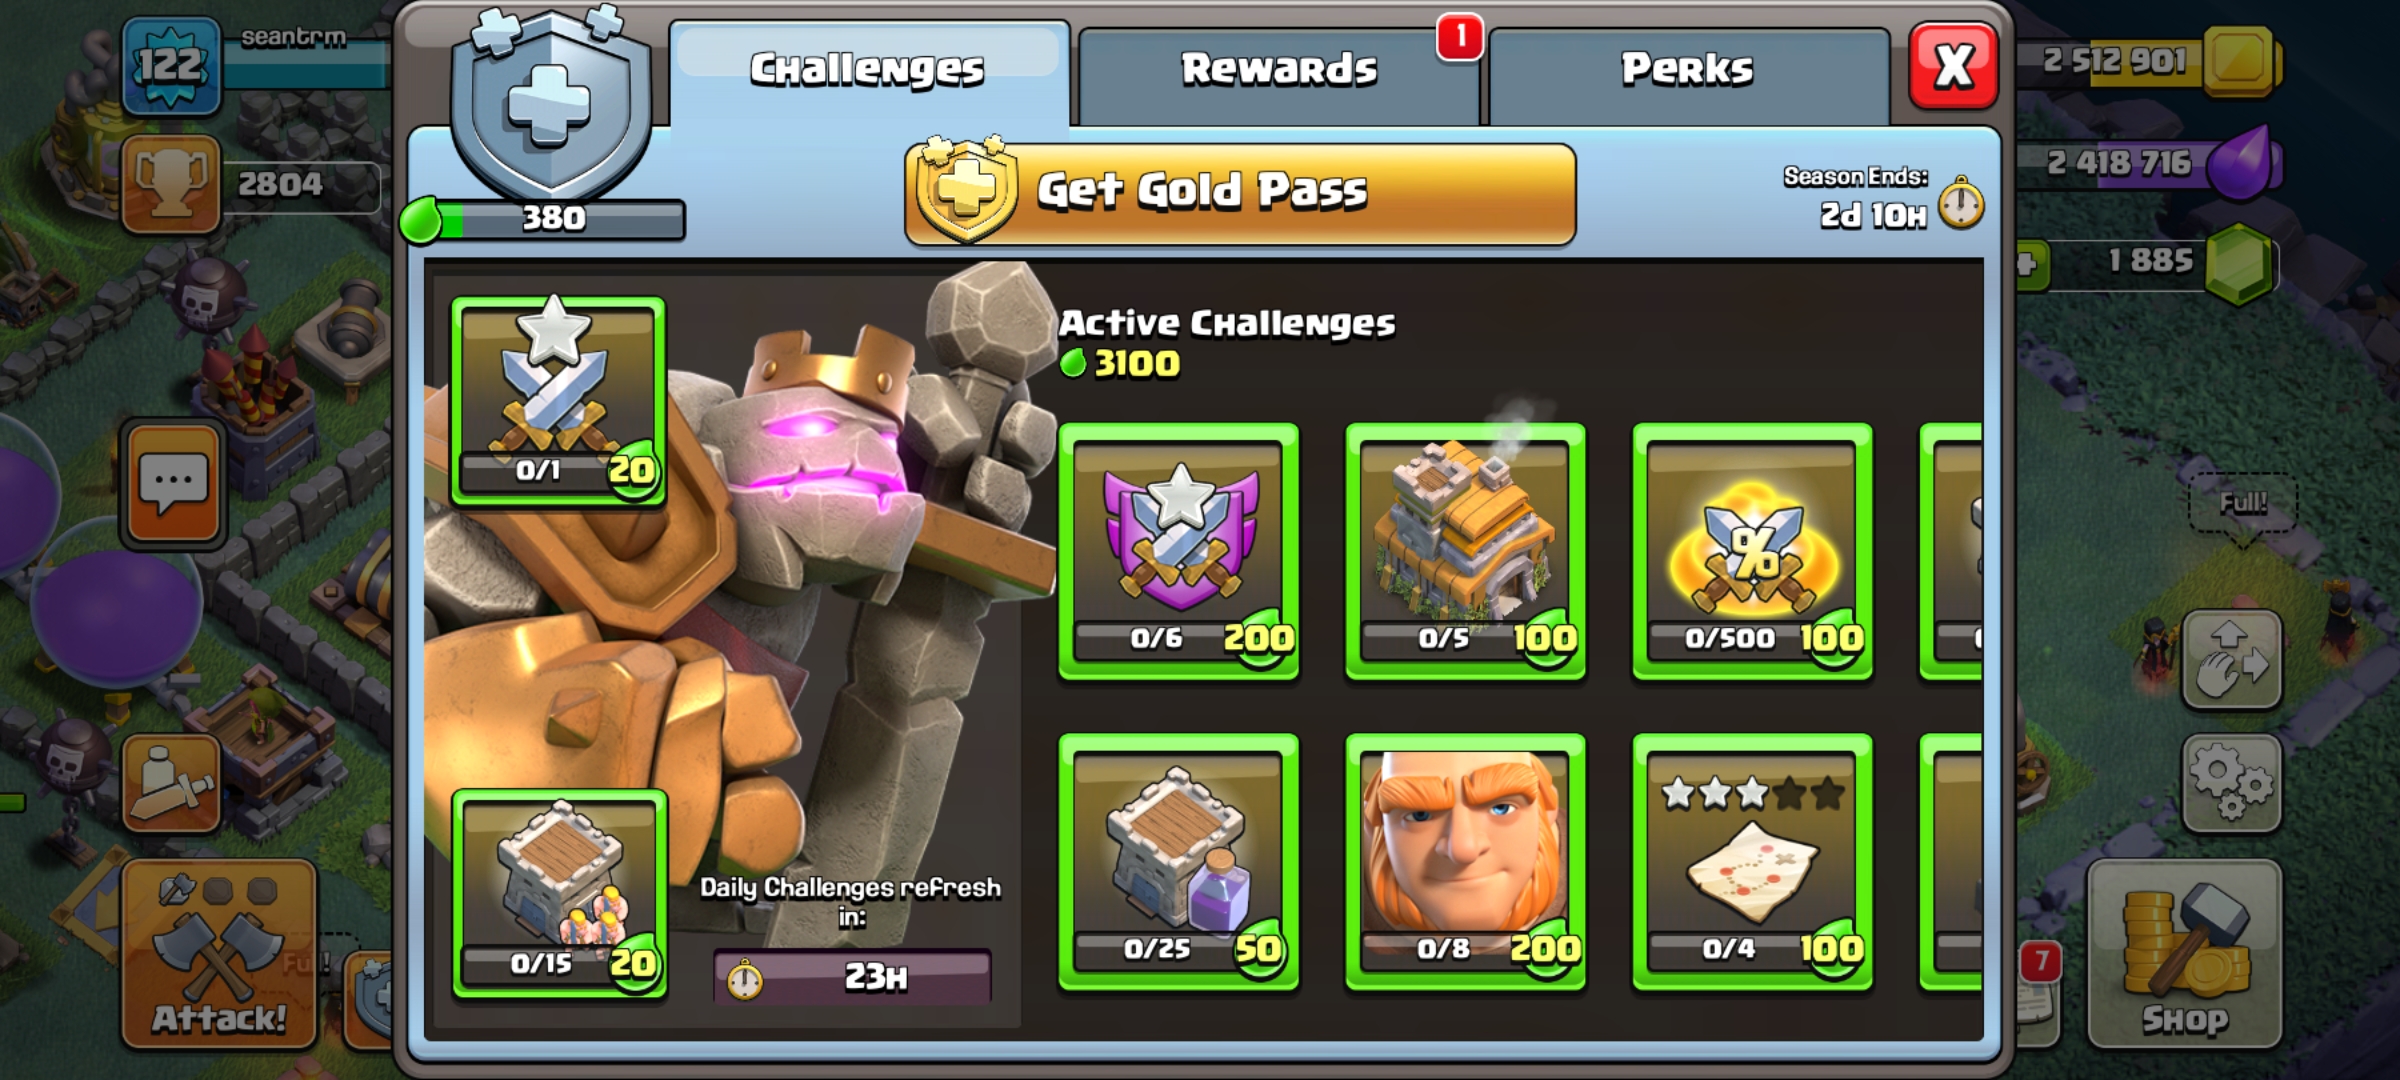 122
seantrm
2804
Challenges
Rewards
1
Perks
X
2 512 901
2 418 716
1 885
380
Get Gold Pass
Season Ends:
2d 10H
Active Challenges
3100
0/1
20
0/6
200
0/5
100
%
0/500
100
0/15
20
0/25
50
0/8
200
0/4
100
Daily Challenges refresh
in:
23H
Full!
Full!
Attack!
7
Shop